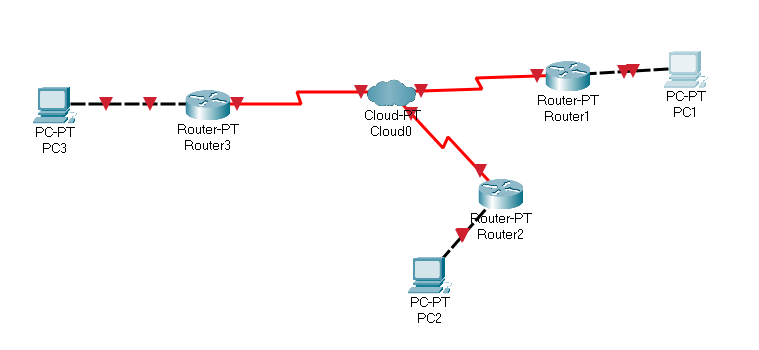 PC-PT
PC3
Router-PT
Router3
Cloud-PT
Cloud0
Router-PT
Router1
PC-PT
PC1
Router-PT
Router2
PC-PT
PC2